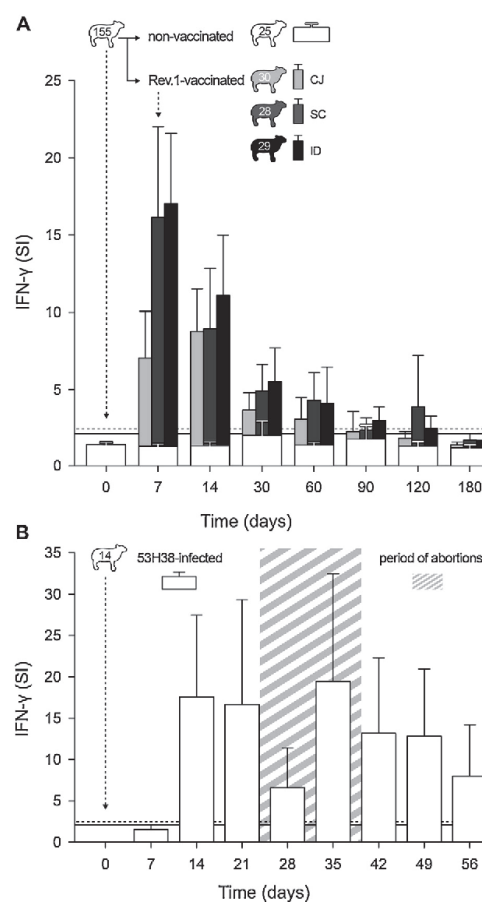 A
155
non-vaccinated
25
Rev.1-vaccinated
30
CJ
28
SC
29
ID
25
20
15
10
5
0
IFN-γ (SI)
0 7 14 30 60 90 120 180
Time (days)
B
14
53H38-infected
period of abortions
35
30
25
20
15
10
5
0
IFN-γ (SI)
0 7 14 21 28 35 42 49 56
Time (days)